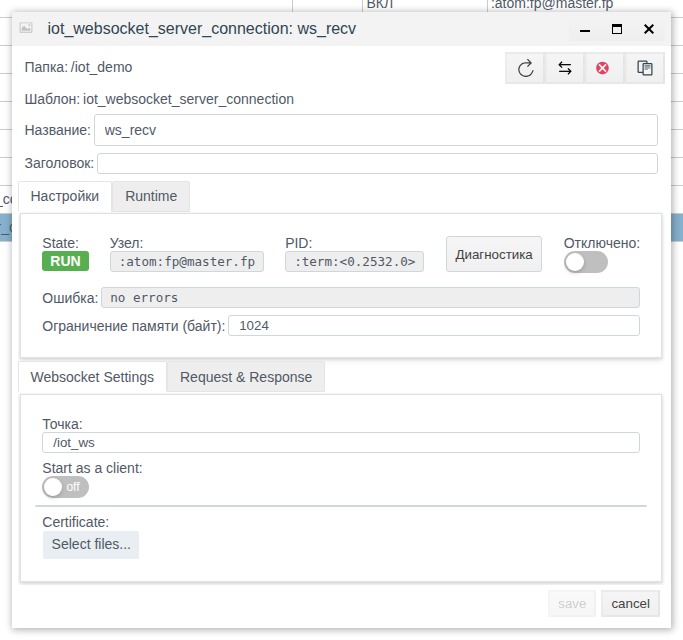 ВКЛ :atom:fp@master.fp
iot_websocket_server_connection: ws_recv
Папка: /iot_demo
Шаблон: iot_websocket_server_connection
Название: ws_recv
Заголовок:
Настройки Runtime
State: Узел: PID: Отключено:
RUN :atom:fp@master.fp :term:<0.2532.0> Диагностика
Ошибка: no errors
Ограничение памяти (байт): 1024
Websocket Settings Request & Response
Точка:
/iot_ws
Start as a client:
off
Certificate:
Select files...
save cancel